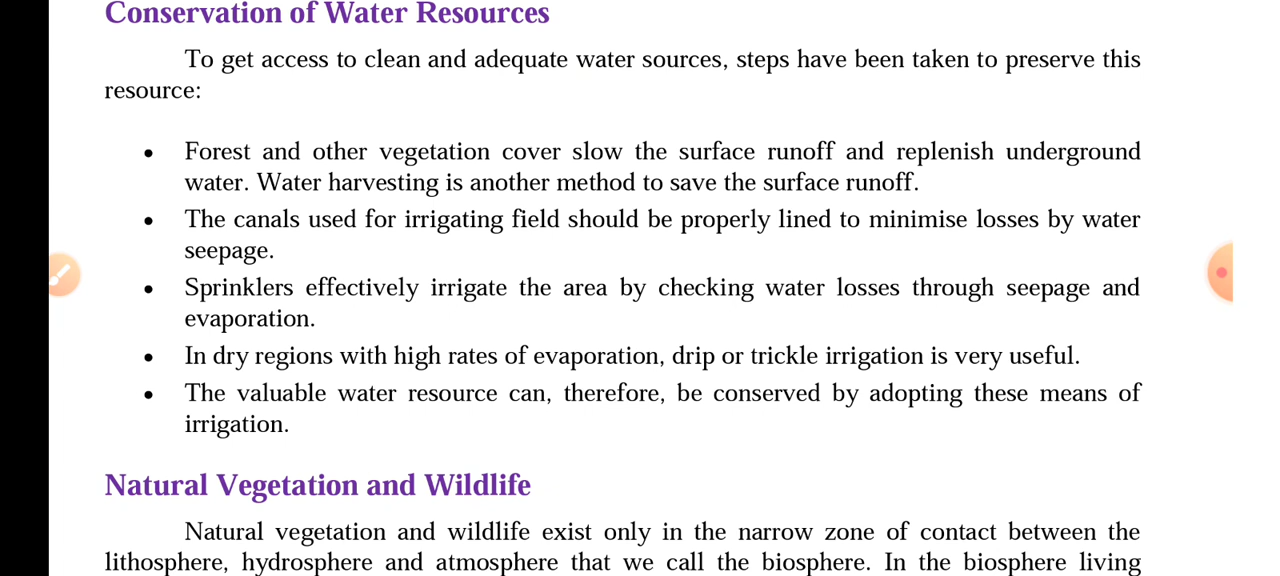 Conservation of Water Resources
To get access to clean and adequate water sources, steps have been taken to preserve this
resource:
• Forest and other vegetation cover slow the surface runoff and replenish underground
water. Water harvesting is another method to save the surface runoff.
• The canals used for irrigating field should be properly lined to minimise losses by water
seepage.
• Sprinklers effectively irrigate the area by checking water losses through seepage and
evaporation.
• In dry regions with high rates of evaporation, drip or trickle irrigation is very useful.
• The valuable water resource can, therefore, be conserved by adopting these means of
irrigation.
Natural Vegetation and Wildlife
Natural vegetation and wildlife exist only in the narrow zone of contact between the
lithosphere, hydrosphere and atmosphere that we call the biosphere. In the biosphere living